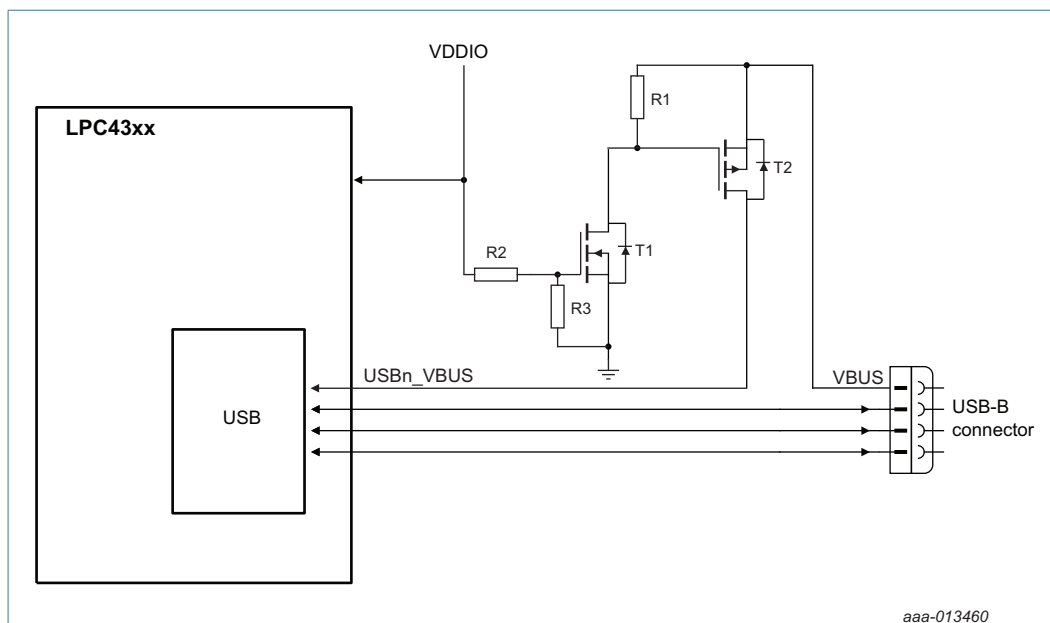 VDDIO
R1
LPC43xx
T2
R2
T1
R3
USBn_VBUS
VBUS
USB
USB-B
connector
aaa-013460